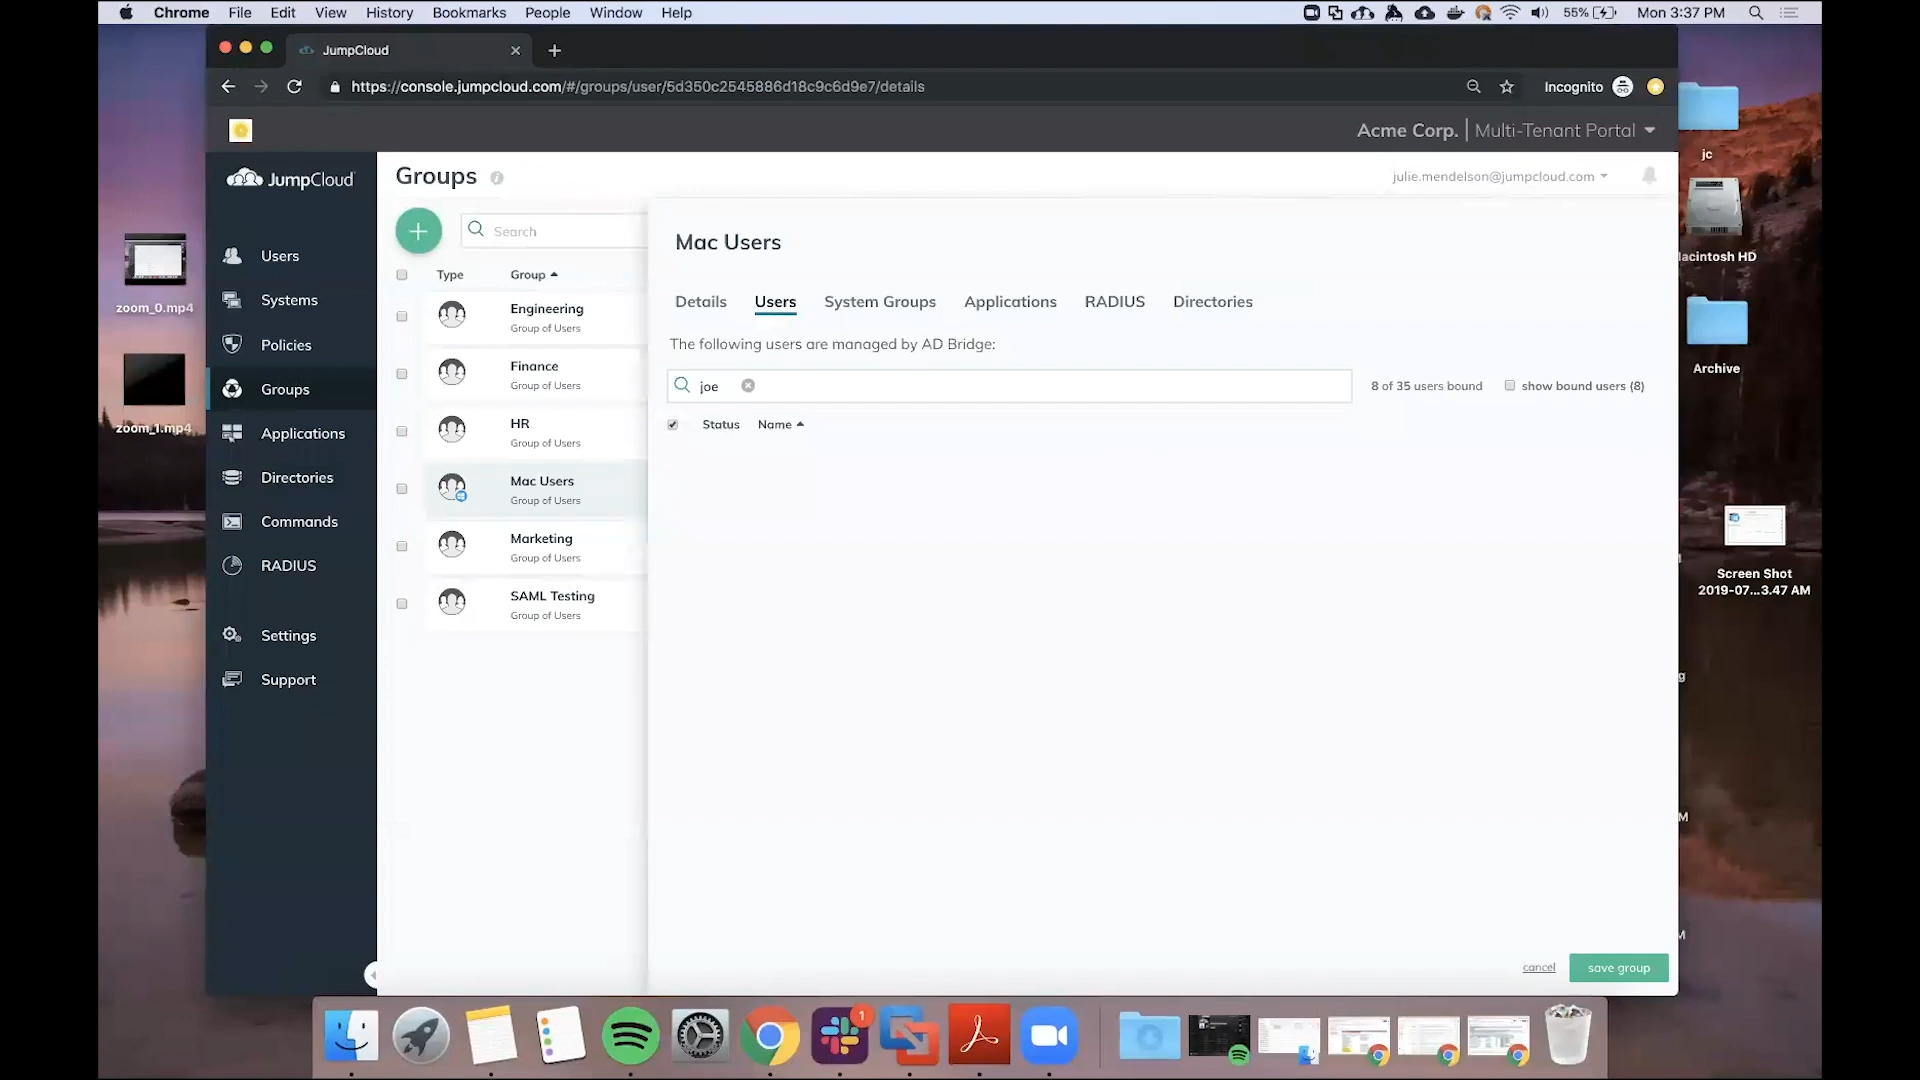 Chrome File Edit View History Bookmarks People Window Help
55% Mon 3:37 PM
JumpCloud
https://console.jumpcloud.com/#/groups/user/5d350c2545886d18c9c6d9e7/details
Incognito
Acme Corp. | Multi-Tenant Portal
JumpCloud
Users
Systems
Policies
Groups
Applications
Directories
Commands
RADIUS
Settings
Support
Groups
julie.mendelson@jumpcloud.com
Search
Type Group
Engineering
Group of Users
Finance
Group of Users
HR
Group of Users
Mac Users
Group of Users
Marketing
Group of Users
SAML Testing
Group of Users
Mac Users
Details Users System Groups Applications RADIUS Directories
The following users are managed by AD Bridge:
joe
8 of 35 users bound
show bound users (8)
Status Name
cancel
save group
zoom_0.mp4
zoom_1.mp4
jc
acintosh HD
Archive
Screen Shot
2019-07...3.47 AM
g
M
M
1